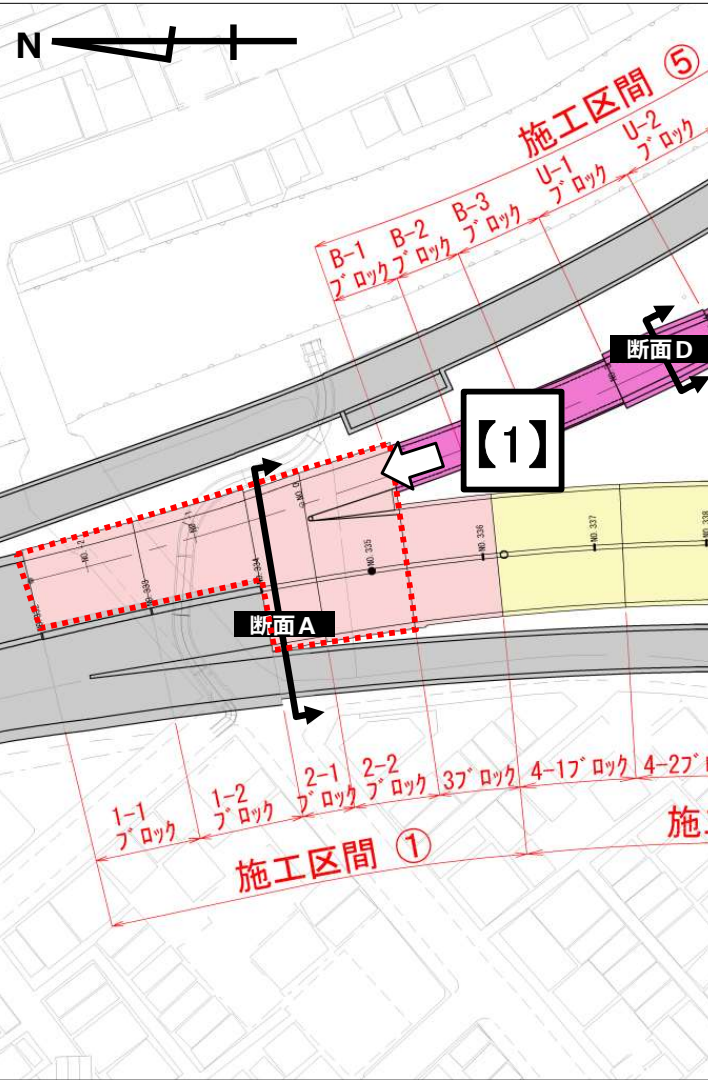 N
施工区間 ⑤
B-1
ブロック
B-2
ブロック
B-3
ブロック
U-1
ブロック
U-2
ブロック
断面D
【1】
NO.335
NO.336
NO.337
NO.338
断面A
1-1
ブロック
1-2
ブロック
2-1
ブロック
2-2
ブロック
3ブロック
4-1ブロック
4-2ブ
施工区間 ①
施